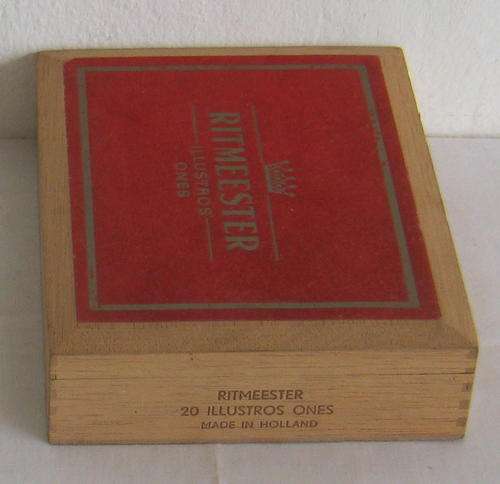 RITMEESTER
ILLUSTROS
ONES
RITMEESTER
20 ILLUSTROS ONES
MADE IN HOLLAND